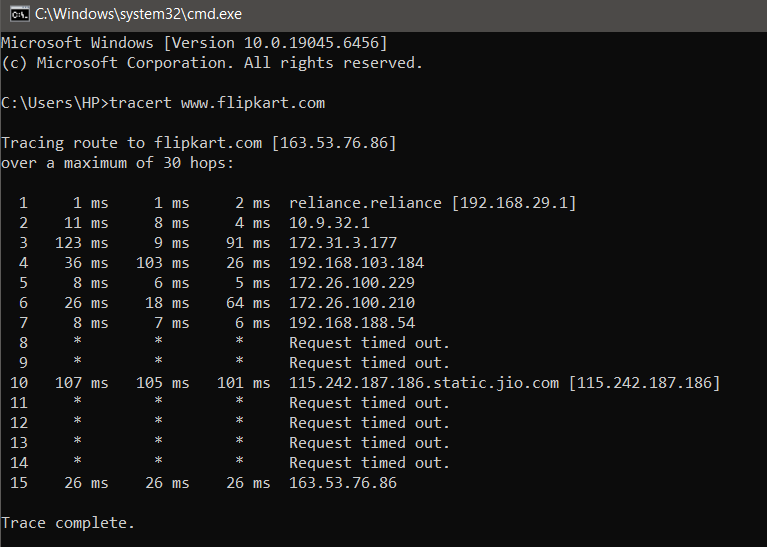 C:\Windows\system32\cmd.exe
Microsoft Windows [Version 10.0.19045.6456]
(c) Microsoft Corporation. All rights reserved.
C:\Users\HP>tracert www.flipkart.com
Tracing route to flipkart.com [163.53.76.86]
over a maximum of 30 hops:
1 1 ms 1 ms 2 ms reliance.reliance [192.168.29.1]
2 11 ms 8 ms 4 ms 10.9.32.1
3 123 ms 9 ms 91 ms 172.31.3.177
4 36 ms 103 ms 26 ms 192.168.103.184
5 8 ms 6 ms 5 ms 172.26.100.229
6 26 ms 18 ms 64 ms 172.26.100.210
7 8 ms 7 ms 6 ms 192.168.188.54
8 * * * Request timed out.
9 * * * Request timed out.
10 107 ms 105 ms 101 ms 115.242.187.186.static.jio.com [115.242.187.186]
11 * * * Request timed out.
12 * * * Request timed out.
13 * * * Request timed out.
14 * * * Request timed out.
15 26 ms 26 ms 26 ms 163.53.76.86
Trace complete.